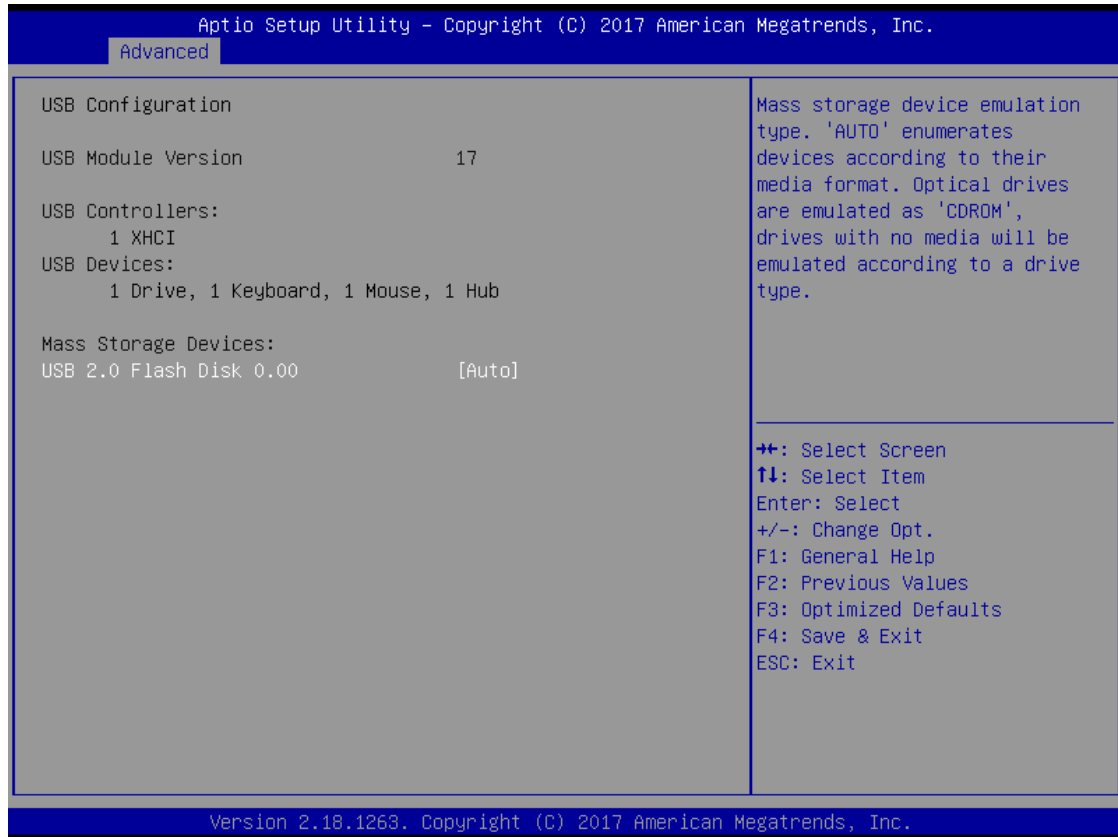 Aptio Setup Utility – Copyright (C) 2017 American Megatrends, Inc.
Advanced
USB Configuration
USB Module Version 17
USB Controllers:
1 XHCI
USB Devices:
1 Drive, 1 Keyboard, 1 Mouse, 1 Hub
Mass Storage Devices:
USB 2.0 Flash Disk 0.00 [Auto]
Mass storage device emulation
type. 'AUTO' enumerates
devices according to their
media format. Optical drives
are emulated as 'CDROM',
drives with no media will be
emulated according to a drive
type.
→←: Select Screen
↑↓: Select Item
Enter: Select
+/-: Change Opt.
F1: General Help
F2: Previous Values
F3: Optimized Defaults
F4: Save & Exit
ESC: Exit
Version 2.18.1263. Copyright (C) 2017 American Megatrends, Inc.